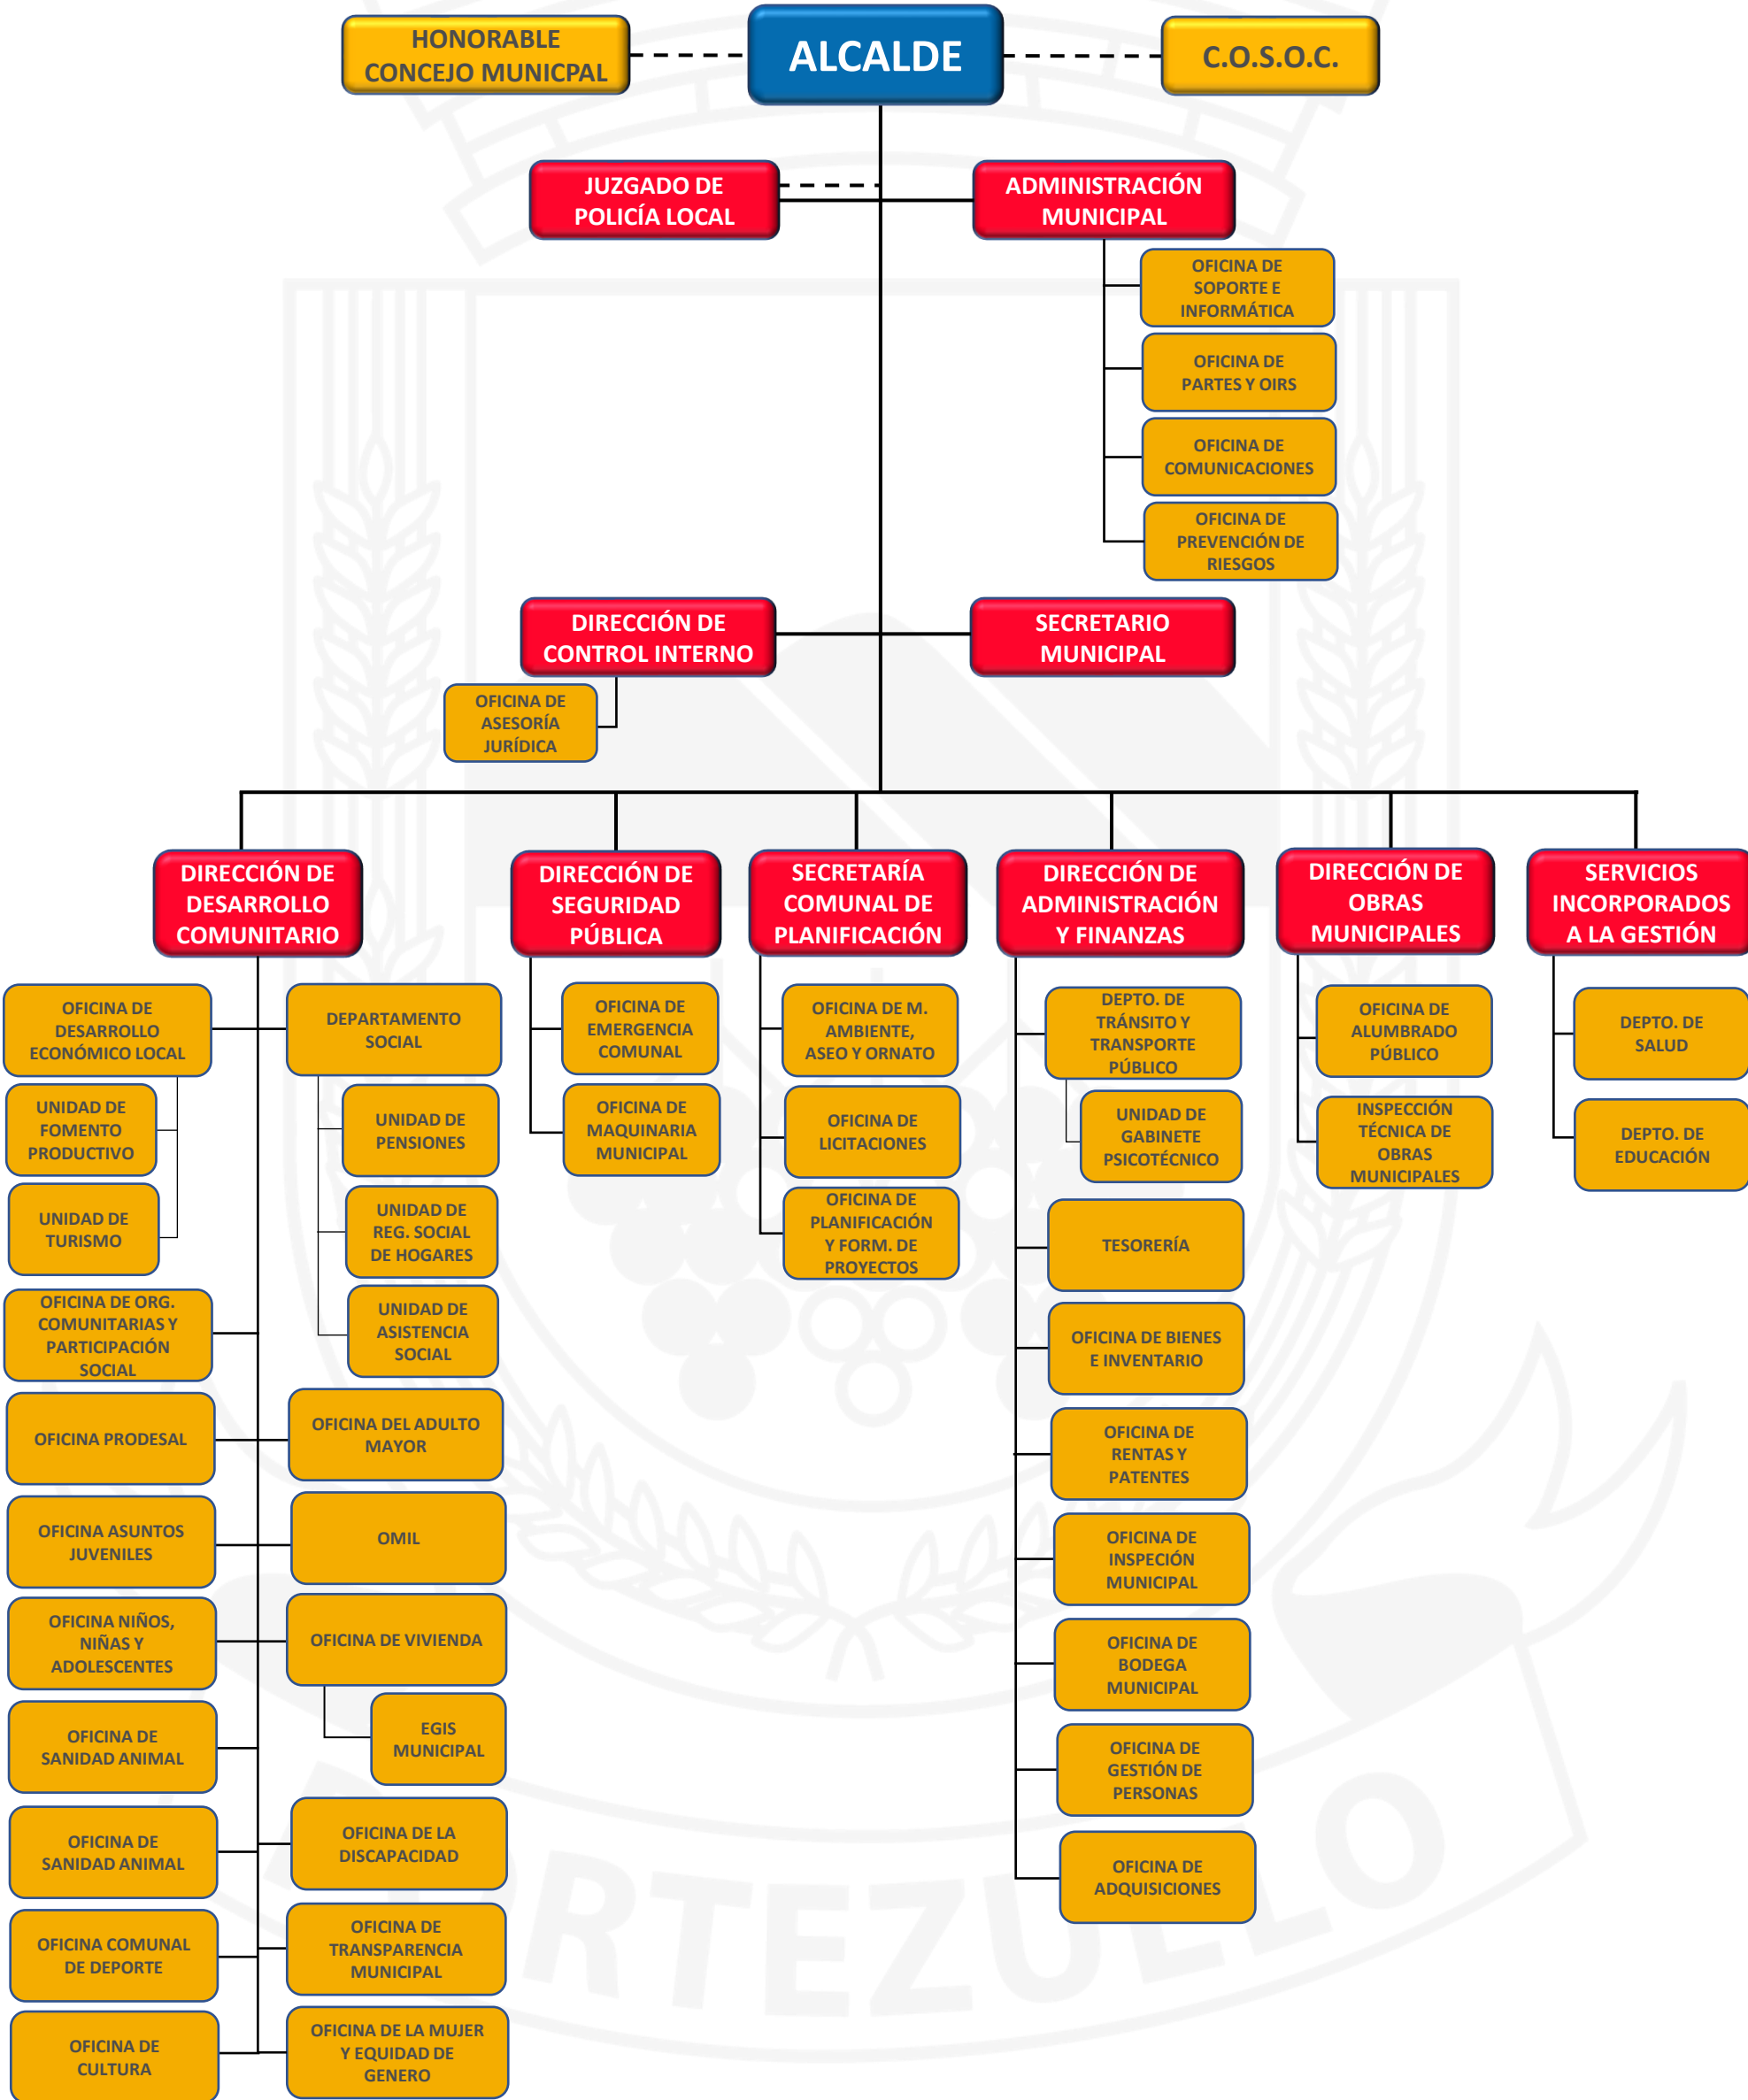 HONORABLE
CONCEJO MUNICPAL
ALCALDE
C.O.S.O.C.
JUZGADO DE
POLICÍA LOCAL
ADMINISTRACIÓN
MUNICIPAL
OFICINA DE
SOPORTE E
INFORMÁTICA
OFICINA DE
PARTES Y OIRS
OFICINA DE
COMUNICACIONES
OFICINA DE
PREVENCIÓN DE
RIESGOS
DIRECCIÓN DE
CONTROL INTERNO
SECRETARIO
MUNICIPAL
OFICINA DE
ASESORÍA
JURÍDICA
DIRECCIÓN DE
DESARROLLO
COMUNITARIO
DIRECCIÓN DE
SEGURIDAD
PÚBLICA
SECRETARÍA
COMUNAL DE
PLANIFICACIÓN
DIRECCIÓN DE
ADMINISTRACIÓN
Y FINANZAS
DIRECCIÓN DE
OBRAS
MUNICIPALES
SERVICIOS
INCORPORADOS
A LA GESTIÓN
OFICINA DE
DESARROLLO
ECONÓMICO LOCAL
UNIDAD DE
FOMENTO
PRODUCTIVO
UNIDAD DE
TURISMO
OFICINA DE ORG.
COMUNITARIAS Y
PARTICIPACIÓN
SOCIAL
OFICINA PRODESAL
OFICINA ASUNTOS
JUVENILES
OFICINA NIÑOS,
NIÑAS Y
ADOLESCENTES
OFICINA DE
SANIDAD ANIMAL
OFICINA DE
SANIDAD ANIMAL
OFICINA COMUNAL
DE DEPORTE
OFICINA DE
CULTURA
DEPARTAMENTO
SOCIAL
UNIDAD DE
PENSIONES
UNIDAD DE
REG. SOCIAL
DE HOGARES
UNIDAD DE
ASISTENCIA
SOCIAL
OFICINA DEL ADULTO
MAYOR
OMIL
OFICINA DE VIVIENDA
EGIS
MUNICIPAL
OFICINA DE LA
DISCAPACIDAD
OFICINA DE
TRANSPARENCIA
MUNICIPAL
OFICINA DE LA MUJER
Y EQUIDAD DE
GENERO
OFICINA DE
EMERGENCIA
COMUNAL
OFICINA DE
MAQUINARIA
MUNICIPAL
OFICINA DE M.
AMBIENTE,
ASEO Y ORNATO
OFICINA DE
LICITACIONES
OFICINA DE
PLANIFICACIÓN
Y FORM. DE
PROYECTOS
DEPTO. DE
TRÁNSITO Y
TRANSPORTE
PÚBLICO
UNIDAD DE
GABINETE
PSICOTÉCNICO
TESORERÍA
OFICINA DE BIENES
E INVENTARIO
OFICINA DE
RENTAS Y
PATENTES
OFICINA DE
INSPECIÓN
MUNICIPAL
OFICINA DE
BODEGA
MUNICIPAL
OFICINA DE
GESTIÓN DE
PERSONAS
OFICINA DE
ADQUISICIONES
OFICINA DE
ALUMBRADO
PÚBLICO
INSPECCIÓN
TÉCNICA DE
OBRAS
MUNICIPALES
DEPTO. DE
SALUD
DEPTO. DE
EDUCACIÓN
PORTEZUELO